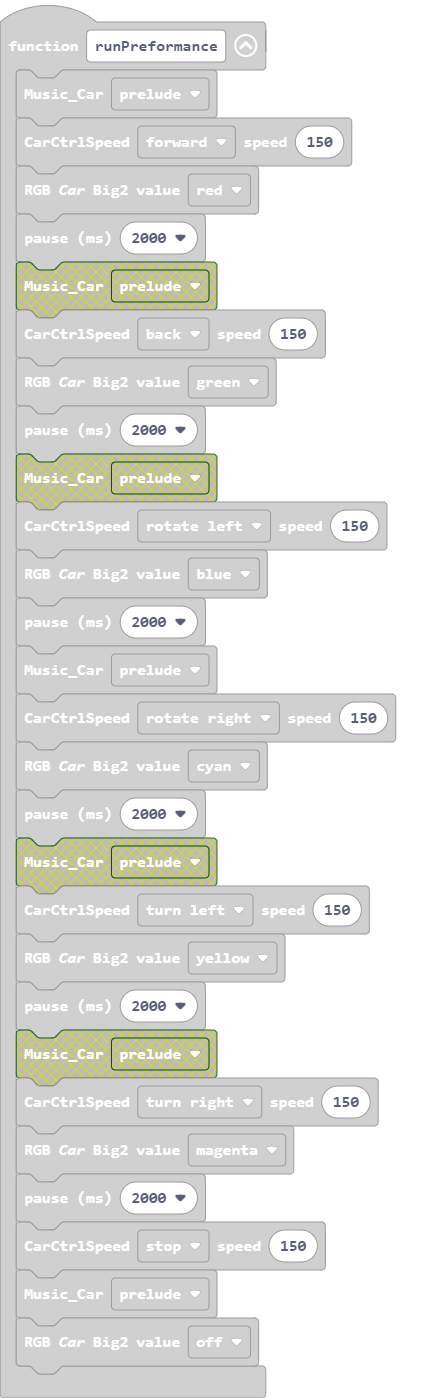 function runPreformance
Music_Car prelude
CarCtrlSpeed forward speed 150
RGB Car Big2 value red
pause (ms) 2000
Music_Car prelude
CarCtrlSpeed back speed 150
RGB Car Big2 value green
pause (ms) 2000
Music_Car prelude
CarCtrlSpeed rotate left speed 150
RGB Car Big2 value blue
pause (ms) 2000
Music_Car prelude
CarCtrlSpeed rotate right speed 150
RGB Car Big2 value cyan
pause (ms) 2000
Music_Car prelude
CarCtrlSpeed turn left speed 150
RGB Car Big2 value yellow
pause (ms) 2000
Music_Car prelude
CarCtrlSpeed turn right speed 150
RGB Car Big2 value magenta
pause (ms) 2000
CarCtrlSpeed stop speed 150
Music_Car prelude
RGB Car Big2 value off